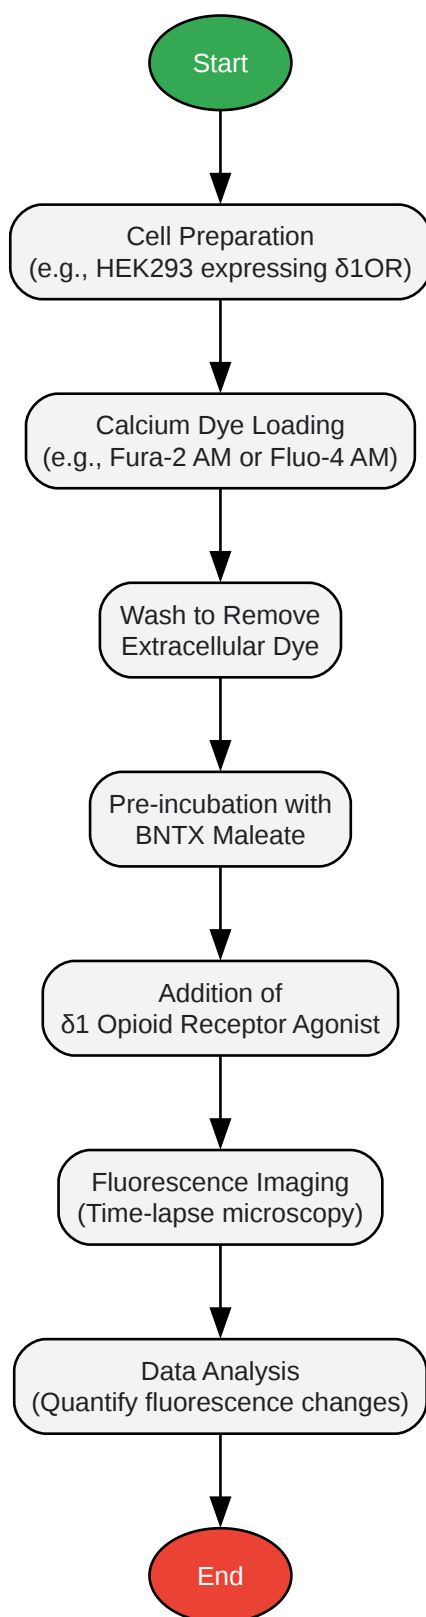 Start
Cell Preparation
(e.g., HEK293 expressing δ1OR)
Calcium Dye Loading
(e.g., Fura-2 AM or Fluo-4 AM)
Wash to Remove
Extracellular Dye
Pre-incubation with
BNTX Maleate
Addition of
δ1 Opioid Receptor Agonist
Fluorescence Imaging
(Time-lapse microscopy)
Data Analysis
(Quantify fluorescence changes)
End